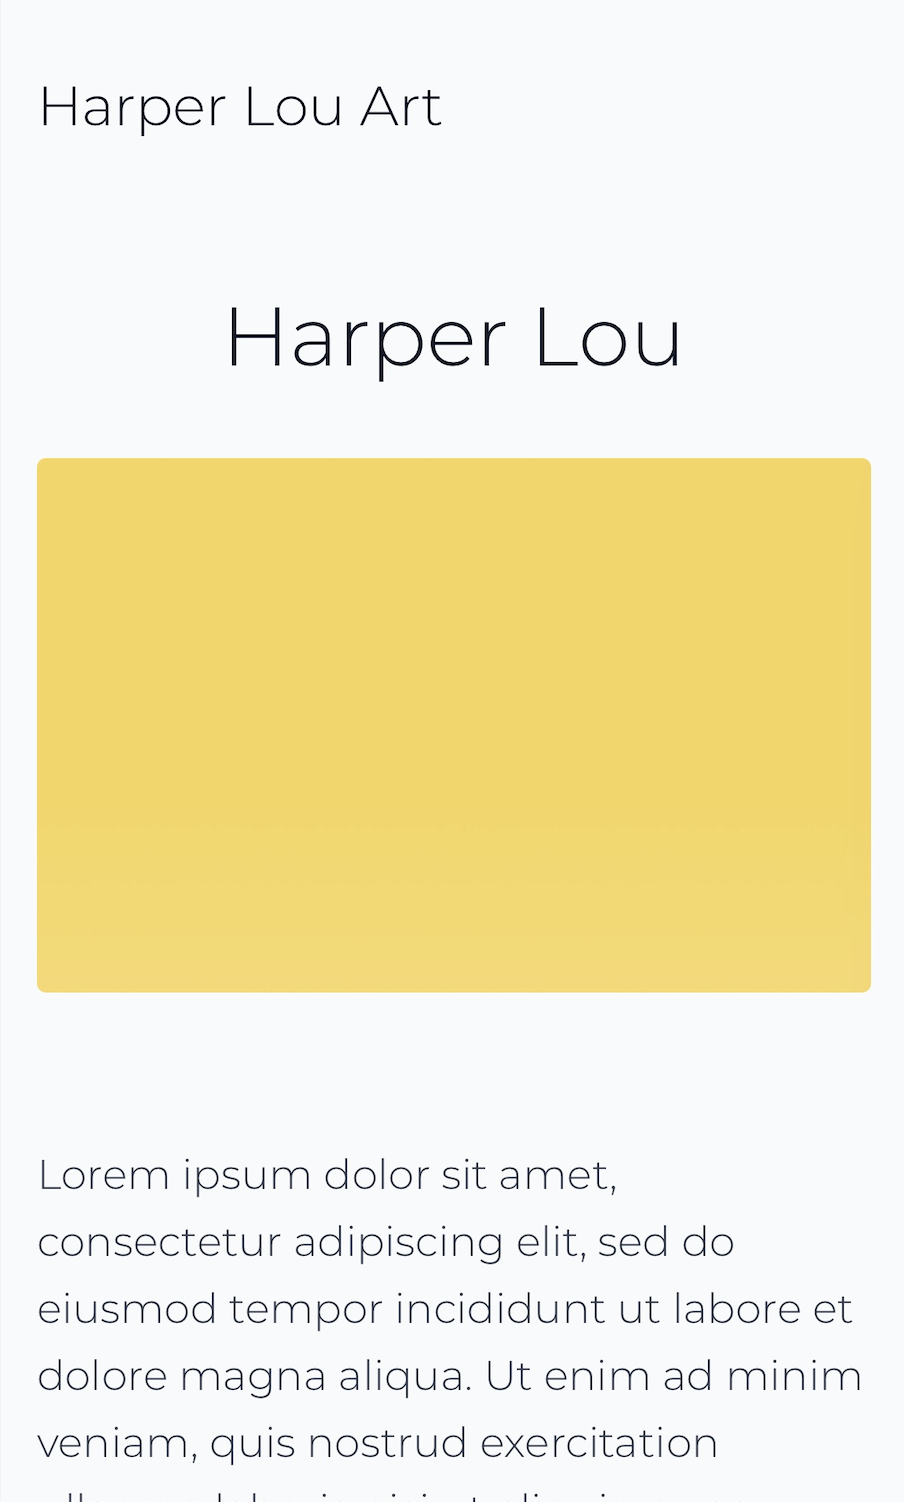 Harper Lou Art
Harper Lou
Lorem ipsum dolor sit amet,
consectetur adipiscing elit, sed do
eiusmod tempor incididunt ut labore et
dolore magna aliqua. Ut enim ad minim
veniam, quis nostrud exercitation